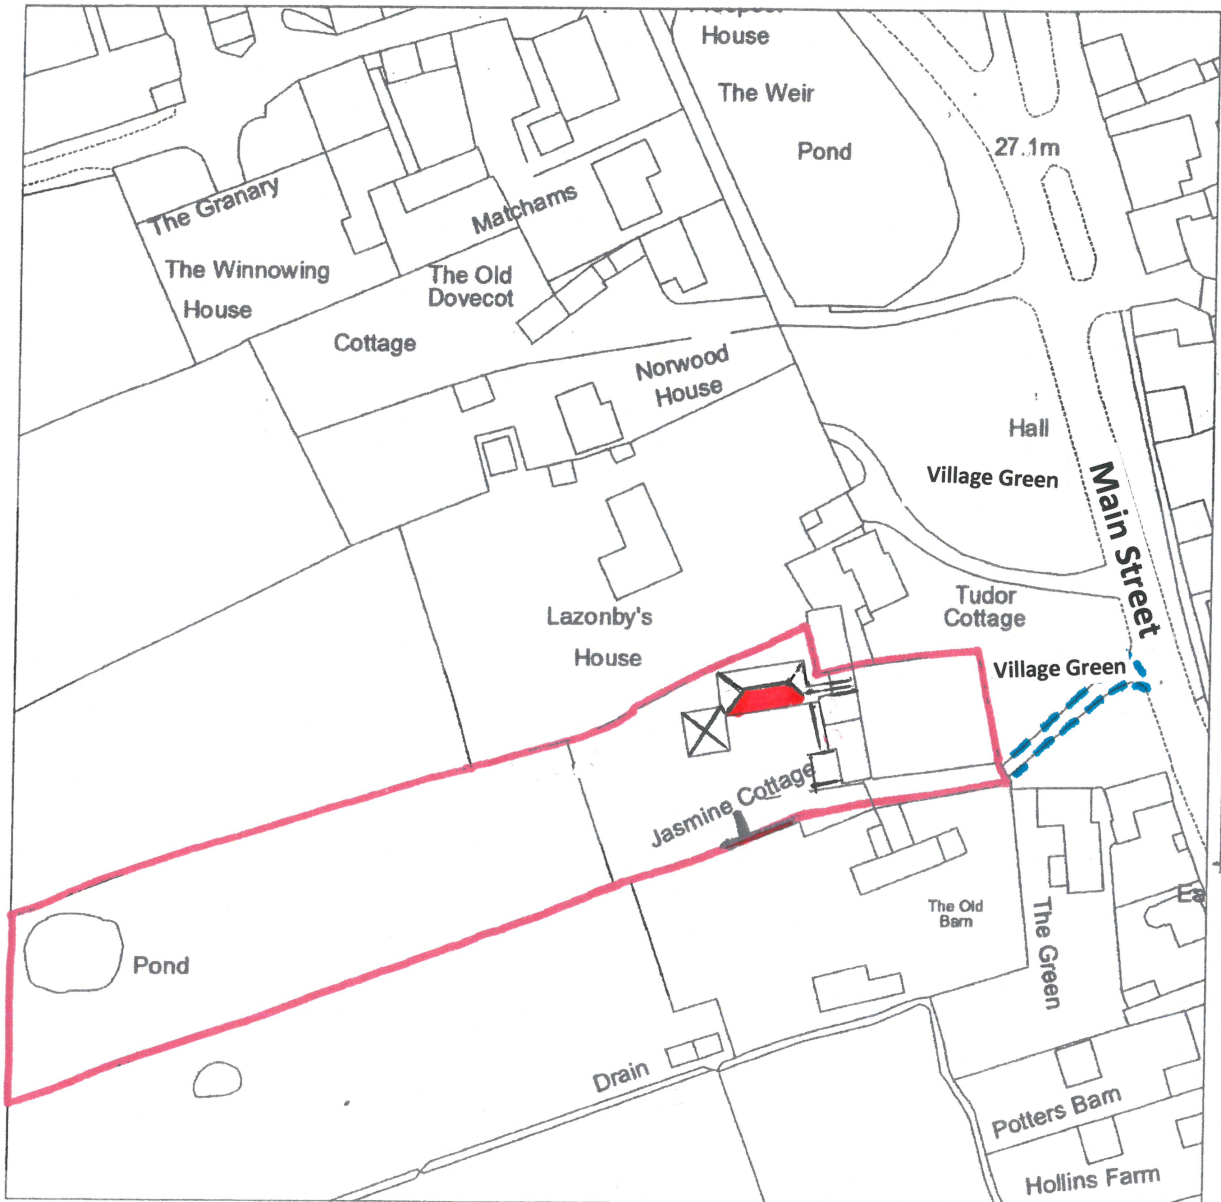 House
The Weir
Pond
27.1m
The Granary
Matchams
The Winnowing
House
The Old
Dovecot
Cottage
Norwood
House
Hall
Village Green
Main Street
Tudor
Cottage
Lazonby's
House
Village Green
Jasmine Cottage
The Old
Barn
The Green
Pond
Drain
Potters Barn
Hollins Farm